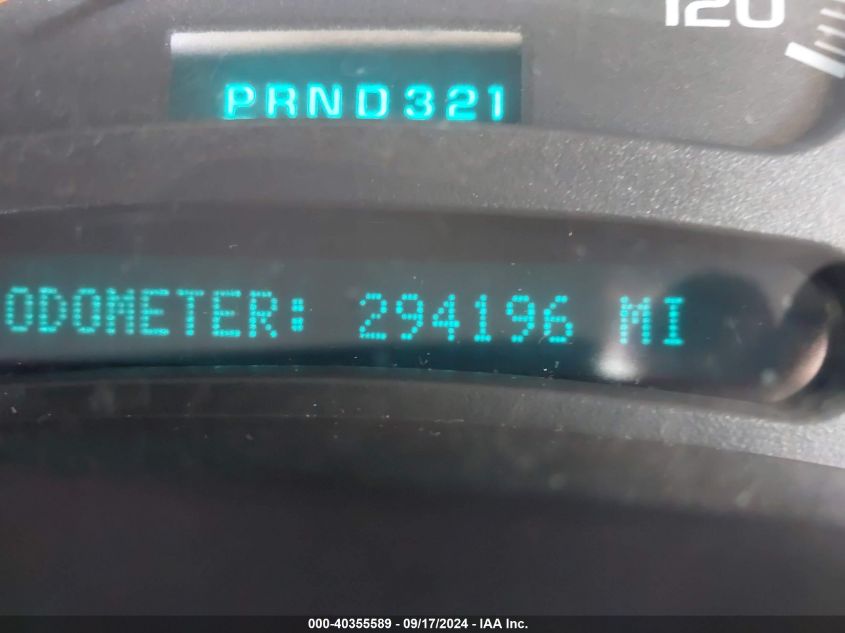 120
PRND321
ODOMETER: 294196 MI
000-40355589 - 09/17/2024 - IAA Inc.